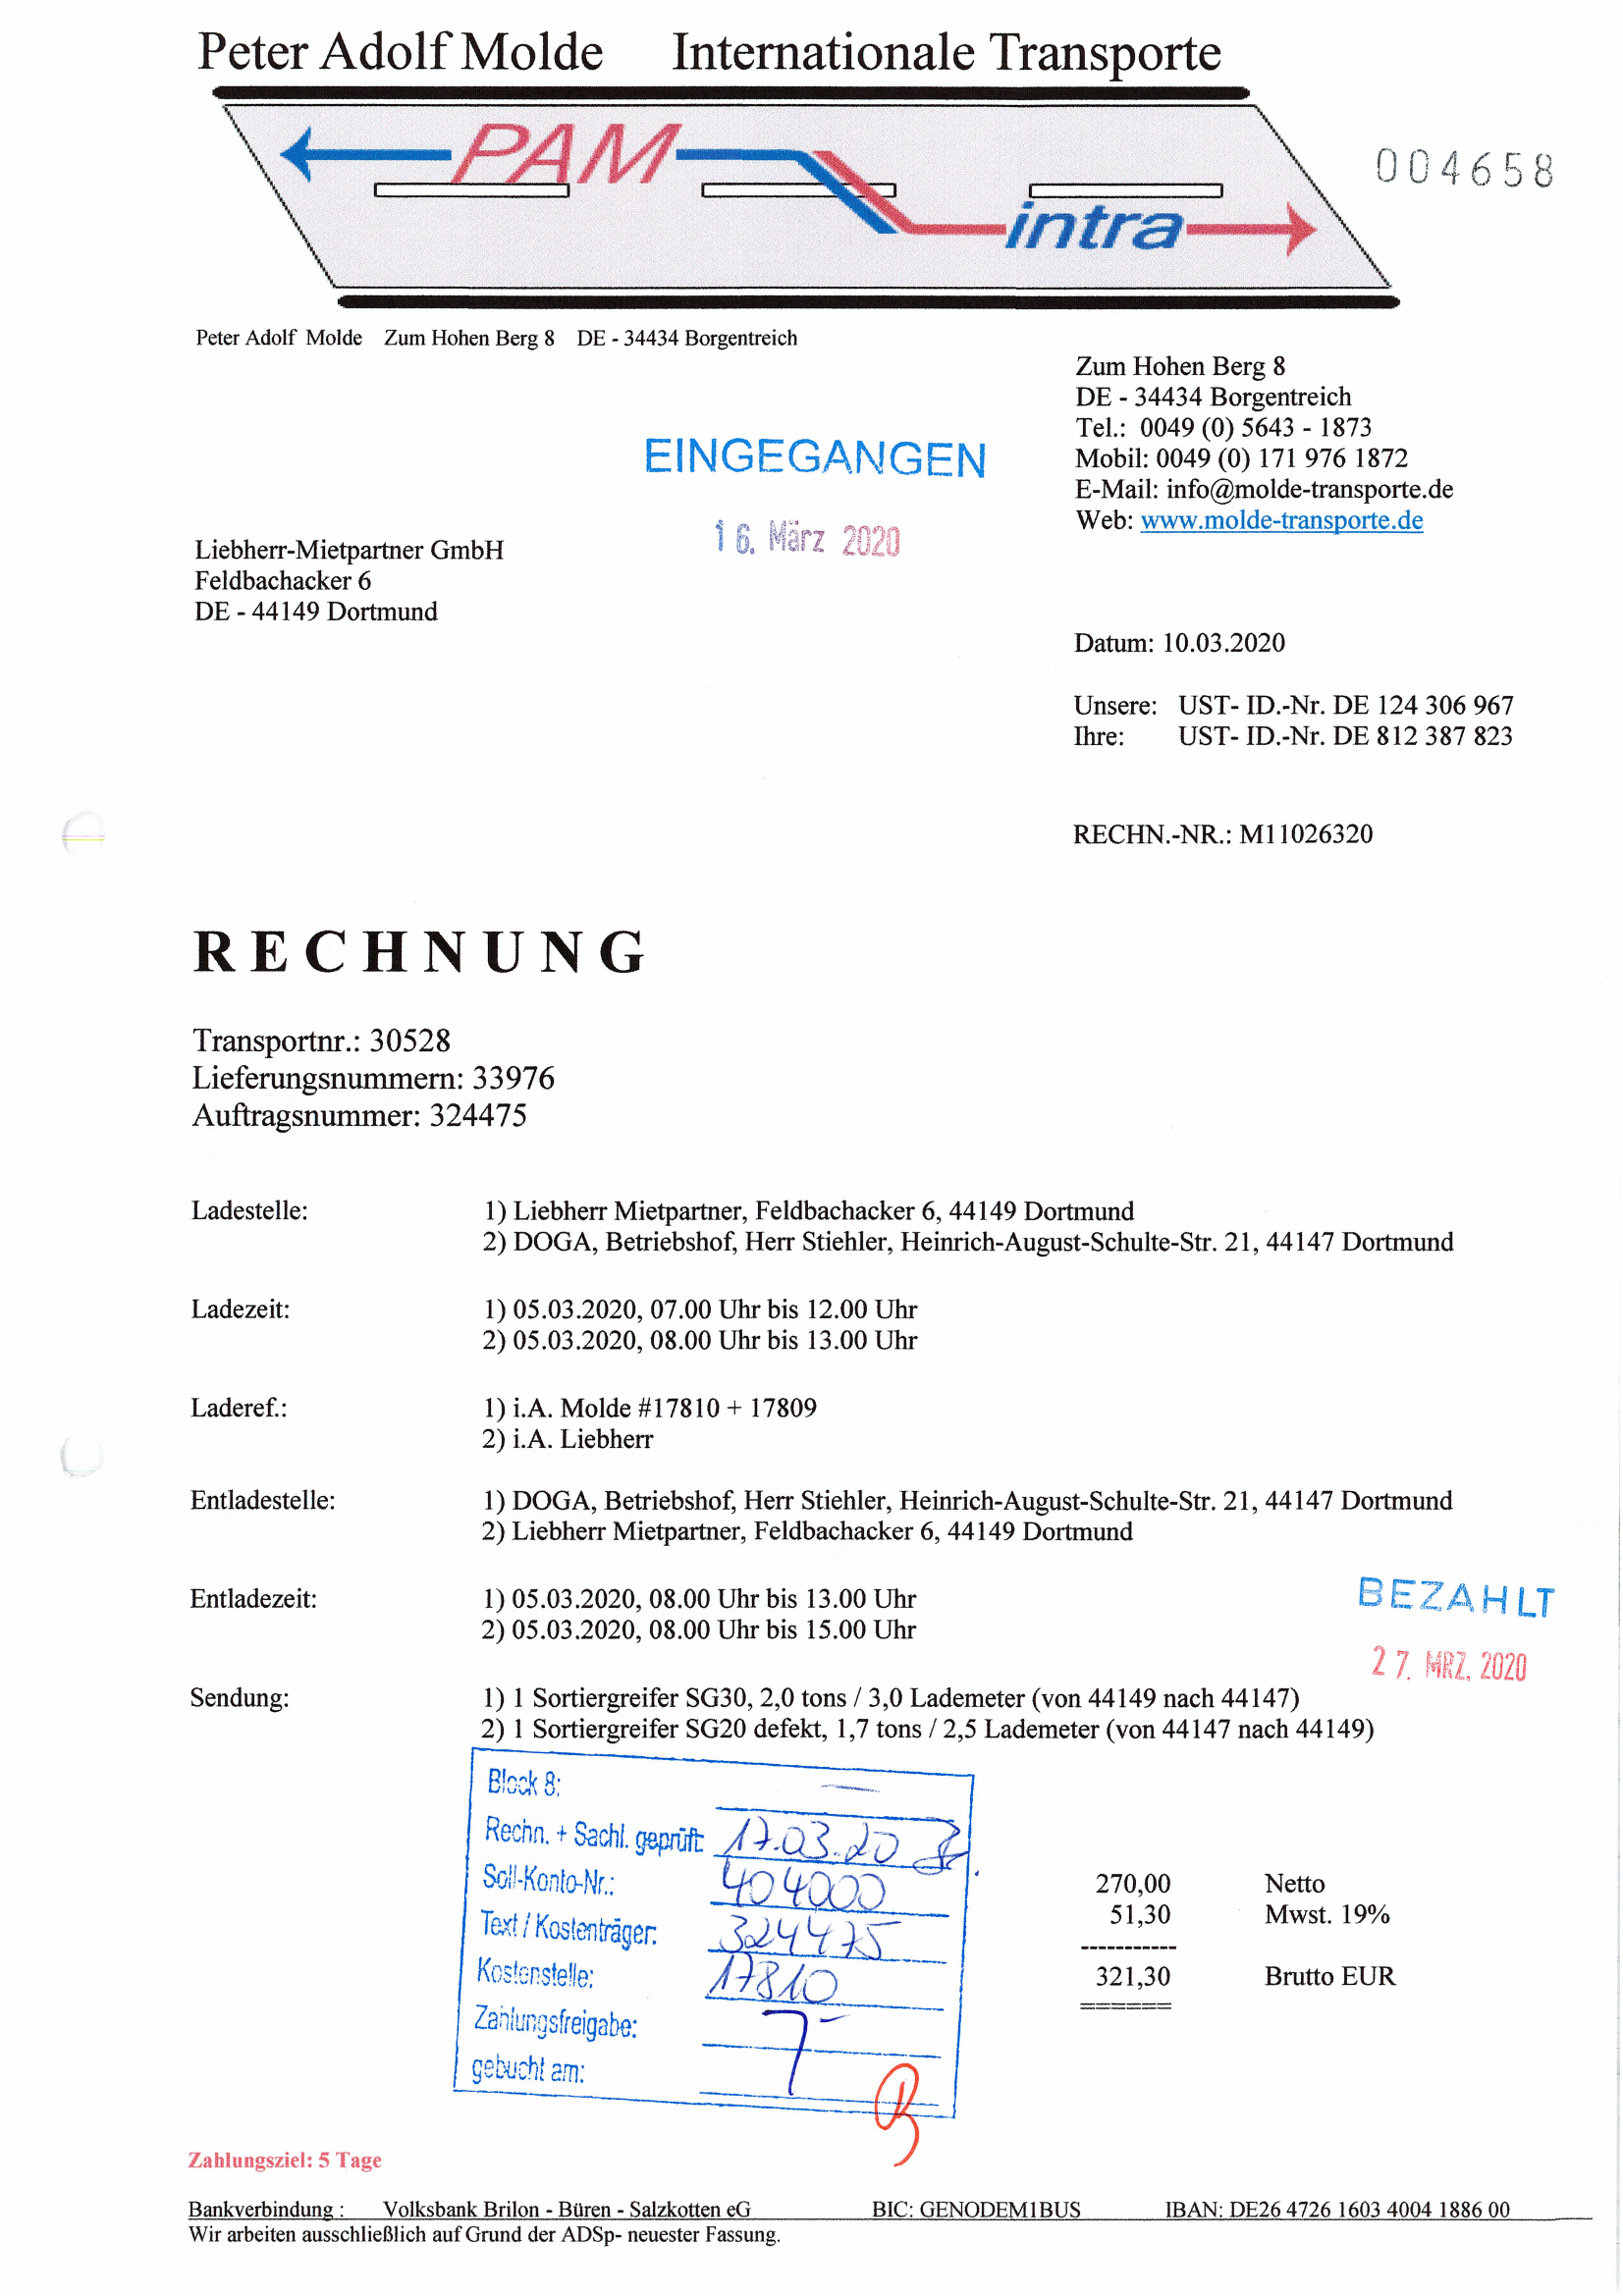 Peter Adolf Molde Internationale Transporte
PAM
intra
004658
Peter Adolf Molde Zum Hohen Berg 8 DE - 34434 Borgentreich
Zum Hohen Berg 8
DE - 34434 Borgentreich
Tel.: 0049 (0) 5643 - 1873
Mobil: 0049 (0) 171 976 1872
E-Mail: info@molde-transporte.de
Web: www.molde-transporte.de
EINGEGANGEN
16. März 2020
Liebherr-Mietpartner GmbH
Feldbachacker 6
DE - 44149 Dortmund
Datum: 10.03.2020
Unsere: UST- ID.-Nr. DE 124 306 967
Ihre: UST- ID.-Nr. DE 812 387 823
RECHN.-NR.: M11026320
RECHNUNG
Transportnr.: 30528
Lieferungsnummern: 33976
Auftragsnummer: 324475
Ladestelle: 1) Liebherr Mietpartner, Feldbachacker 6, 44149 Dortmund
2) DOGA, Betriebshof, Herr Stiehler, Heinrich-August-Schulte-Str. 21, 44147 Dortmund
Ladezeit: 1) 05.03.2020, 07.00 Uhr bis 12.00 Uhr
2) 05.03.2020, 08.00 Uhr bis 13.00 Uhr
Laderef.: 1) i.A. Molde #17810 + 17809
2) i.A. Liebherr
Entladestelle: 1) DOGA, Betriebshof, Herr Stiehler, Heinrich-August-Schulte-Str. 21, 44147 Dortmund
2) Liebherr Mietpartner, Feldbachacker 6, 44149 Dortmund
Entladezeit: 1) 05.03.2020, 08.00 Uhr bis 13.00 Uhr
2) 05.03.2020, 08.00 Uhr bis 15.00 Uhr
BEZAHLT
27. MRZ. 2020
Sendung: 1) 1 Sortiergreifer SG30, 2,0 tons / 3,0 Lademeter (von 44149 nach 44147)
2) 1 Sortiergreifer SG20 defekt, 1,7 tons / 2,5 Lademeter (von 44147 nach 44149)
Block 8: —
Rechn. + Sachl. geprüft: 17.03.20
Soll-Konto-Nr.: 404000
Text / Kostenträger: 324475
Kostenstelle: 17810
Zahlungsfreigabe:
gebucht am:
270,00 Netto
51,30 Mwst. 19%
-----------
321,30 Brutto EUR
=======
Zahlungsziel: 5 Tage
Bankverbindung : Volksbank Brilon - Büren - Salzkotten eG BIC: GENODEM1BUS IBAN: DE26 4726 1603 4004 1886 00
Wir arbeiten ausschließlich auf Grund der ADSp- neuester Fassung.